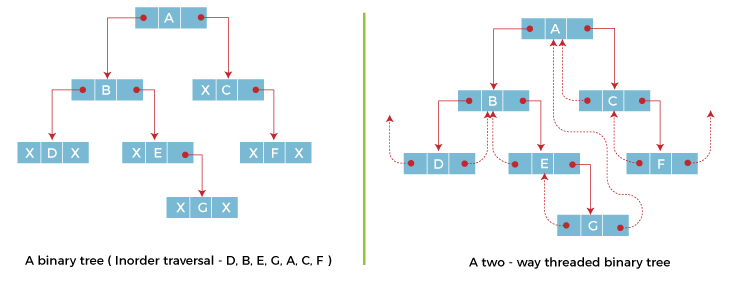 A
A
B
X C
B
C
X D X
X E
X F X
D
E
F
X G X
G
A binary tree ( Inorder traversal - D, B, E, G, A, C, F )
A two - way threaded binary tree